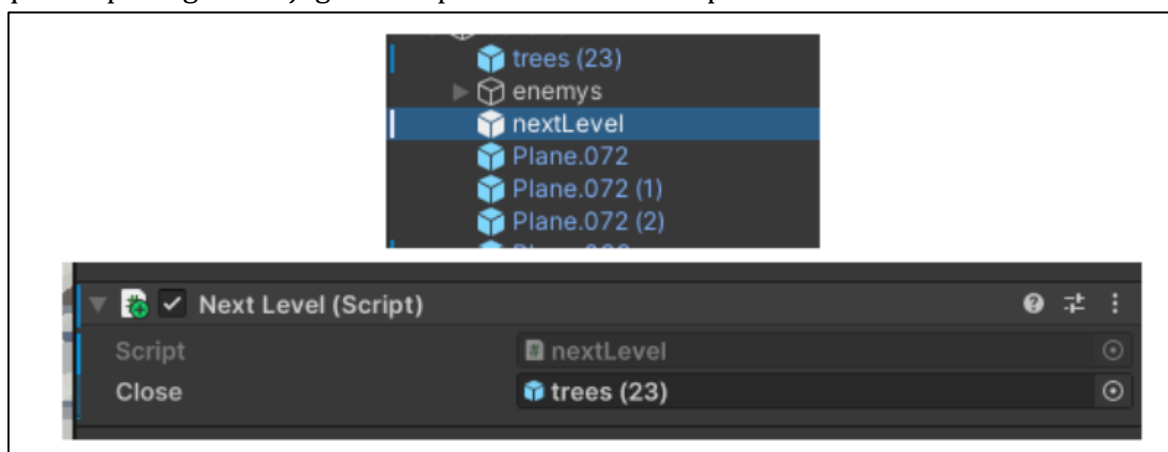 trees (23)
enemys
nextLevel
Plane.072
Plane.072 (1)
Plane.072 (2)
Next Level (Script)
Script nextLevel
Close trees (23)